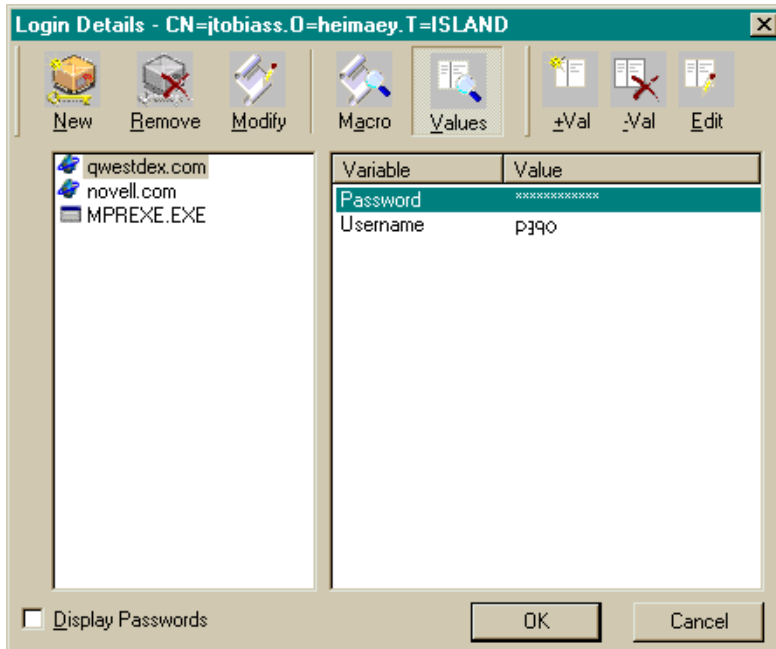 Login Details - CN=jtobiass.O=heimaey.T=ISLAND
New Remove Modify Macro Values +Val -Val Edit
qwestdex.com
novell.com
MPREXE.EXE
Variable Value
Password ************
Username
Display Passwords OK Cancel